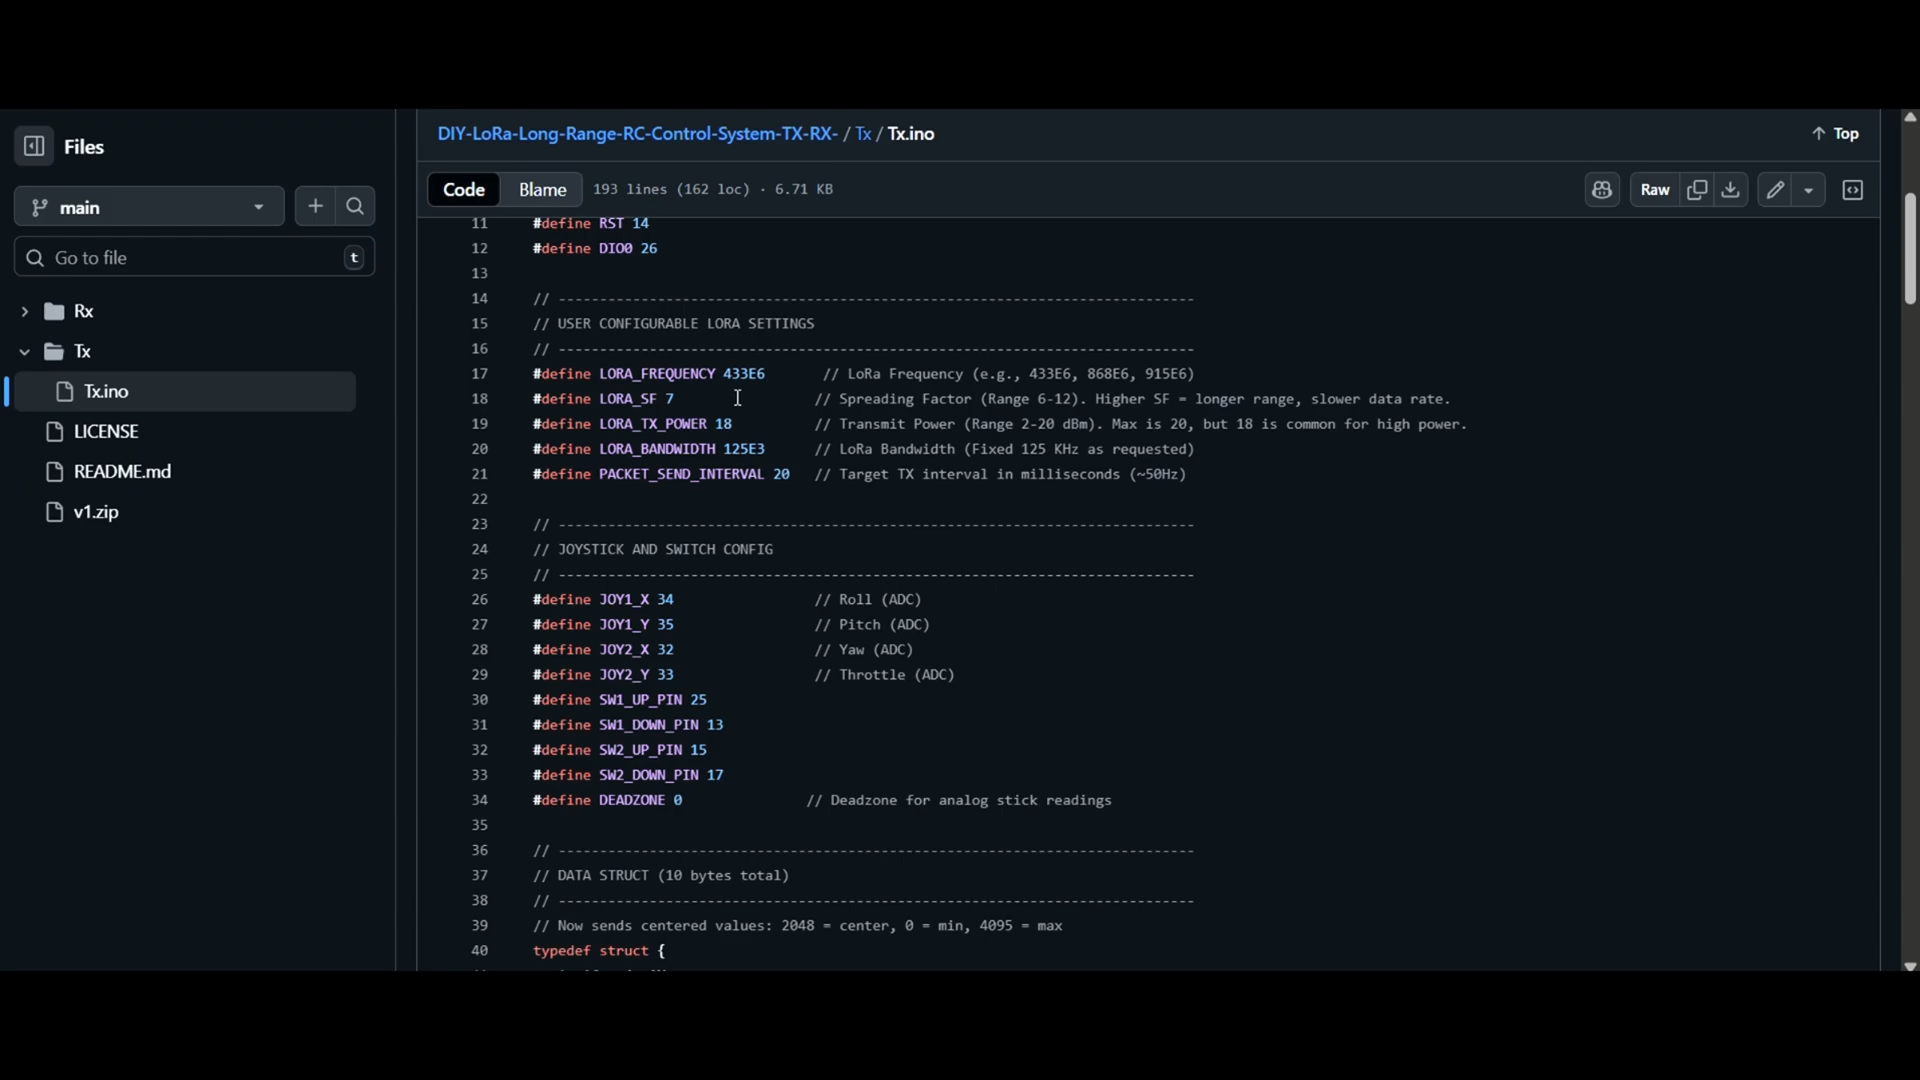 Files
main
Go to file
t
Rx
Tx
Tx.ino
LICENSE
README.md
v1.zip
DIY-LoRa-Long-Range-RC-Control-System-TX-RX- / Tx / Tx.ino
Top
Code Blame 193 lines (162 loc) · 6.71 KB
Raw
11 #define RST 14
12 #define DIO0 26
13
14 // -----------------------------------------------------------------------------
15 // USER CONFIGURABLE LORA SETTINGS
16 // -----------------------------------------------------------------------------
17 #define LORA_FREQUENCY 433E6 // LoRa Frequency (e.g., 433E6, 868E6, 915E6)
18 #define LORA_SF 7 // Spreading Factor (Range 6-12). Higher SF = longer range, slower data rate.
19 #define LORA_TX_POWER 18 // Transmit Power (Range 2-20 dBm). Max is 20, but 18 is common for high power.
20 #define LORA_BANDWIDTH 125E3 // LoRa Bandwidth (Fixed 125 KHz as requested)
21 #define PACKET_SEND_INTERVAL 20 // Target TX interval in milliseconds (~50Hz)
22
23 // -----------------------------------------------------------------------------
24 // JOYSTICK AND SWITCH CONFIG
25 // -----------------------------------------------------------------------------
26 #define JOY1_X 34 // Roll (ADC)
27 #define JOY1_Y 35 // Pitch (ADC)
28 #define JOY2_X 32 // Yaw (ADC)
29 #define JOY2_Y 33 // Throttle (ADC)
30 #define SW1_UP_PIN 25
31 #define SW1_DOWN_PIN 13
32 #define SW2_UP_PIN 15
33 #define SW2_DOWN_PIN 17
34 #define DEADZONE 0 // Deadzone for analog stick readings
35
36 // -----------------------------------------------------------------------------
37 // DATA STRUCT (10 bytes total)
38 // -----------------------------------------------------------------------------
39 // Now sends centered values: 2048 = center, 0 = min, 4095 = max
40 typedef struct {